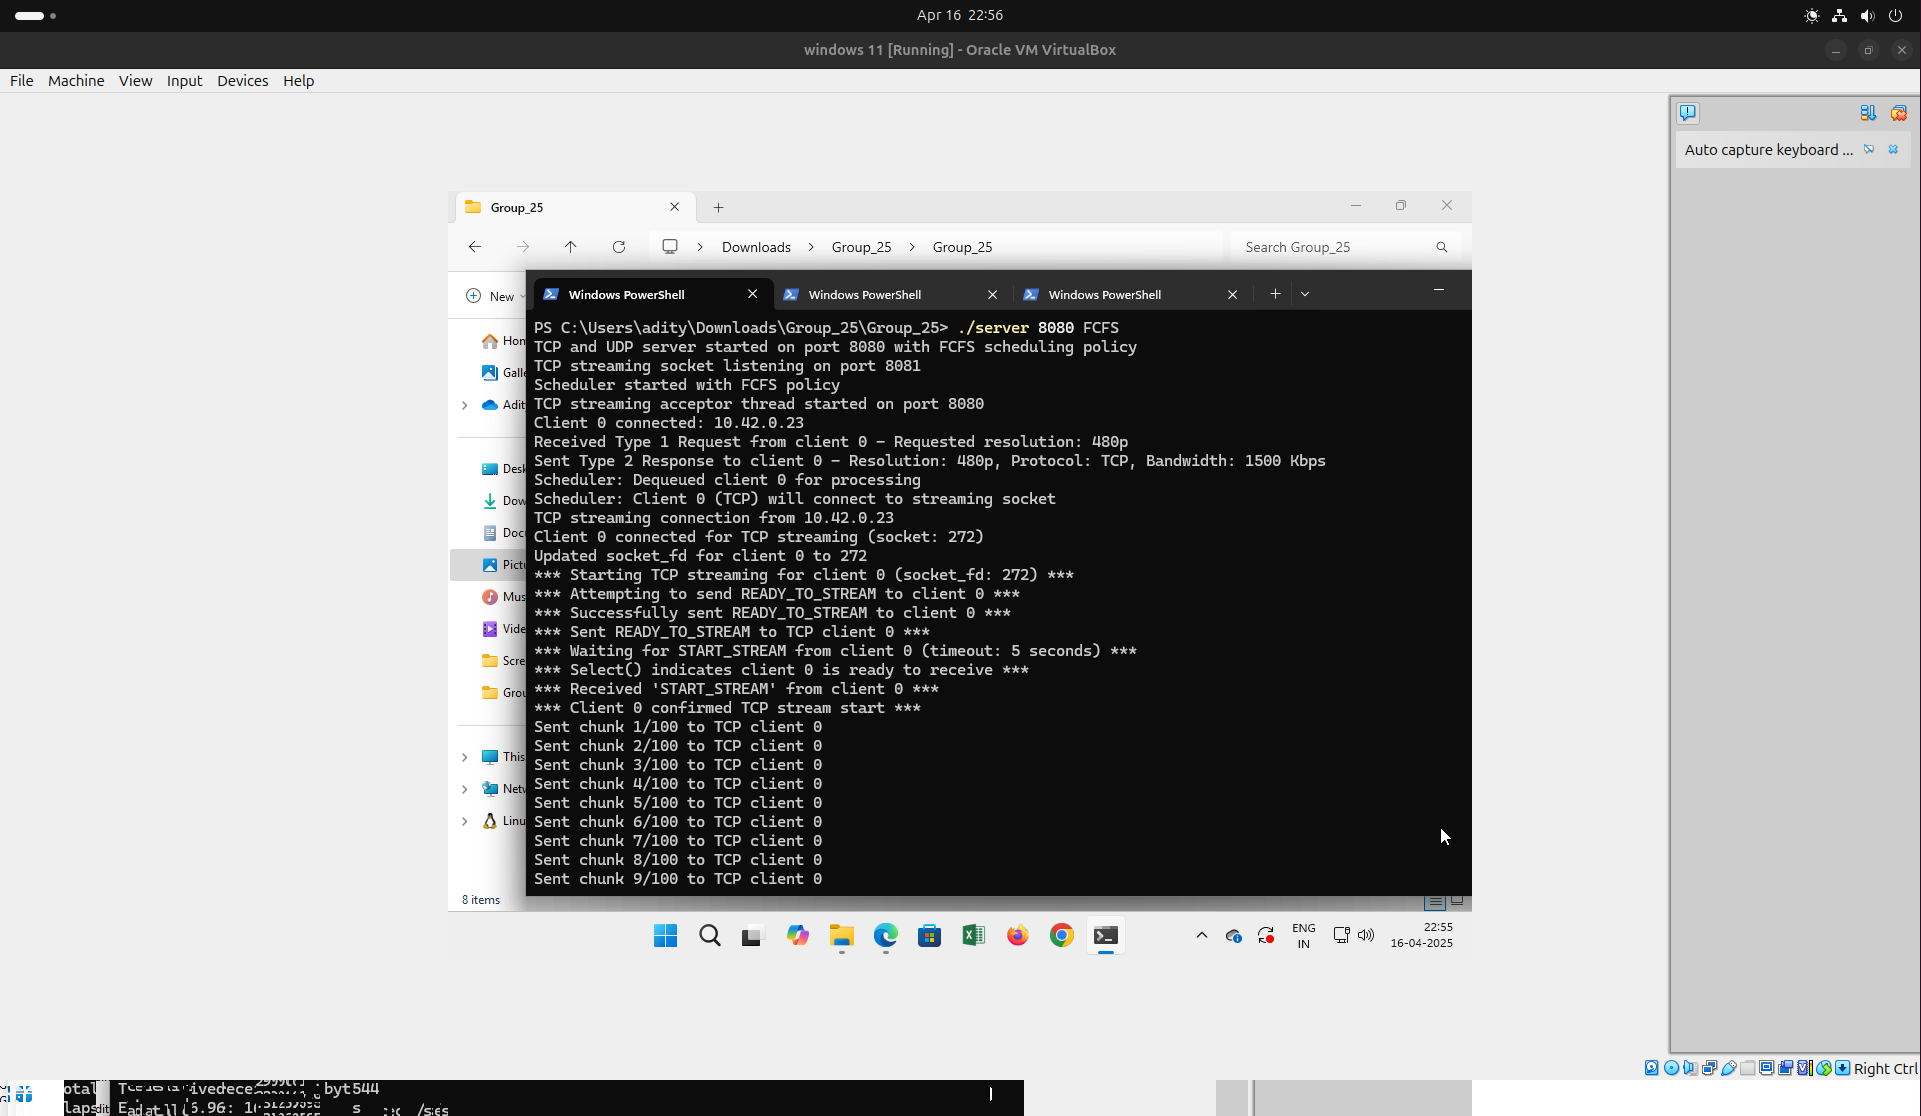 Apr 16 22:56
windows 11 [Running] - Oracle VM VirtualBox
File Machine View Input Devices Help
Auto capture keyboard ...
Group_25
Downloads > Group_25 > Group_25
Search Group_25
New
Windows PowerShell
Windows PowerShell
Windows PowerShell
PS C:\Users\adity\Downloads\Group_25\Group_25> ./server 8080 FCFS
TCP and UDP server started on port 8080 with FCFS scheduling policy
TCP streaming socket listening on port 8081
Scheduler started with FCFS policy
TCP streaming acceptor thread started on port 8080
Client 0 connected: 10.42.0.23
Received Type 1 Request from client 0 – Requested resolution: 480p
Sent Type 2 Response to client 0 – Resolution: 480p, Protocol: TCP, Bandwidth: 1500 Kbps
Scheduler: Dequeued client 0 for processing
Scheduler: Client 0 (TCP) will connect to streaming socket
TCP streaming connection from 10.42.0.23
Client 0 connected for TCP streaming (socket: 272)
Updated socket_fd for client 0 to 272
*** Starting TCP streaming for client 0 (socket_fd: 272) ***
*** Attempting to send READY_TO_STREAM to client 0 ***
*** Successfully sent READY_TO_STREAM to client 0 ***
*** Sent READY_TO_STREAM to TCP client 0 ***
*** Waiting for START_STREAM from client 0 (timeout: 5 seconds) ***
*** Select() indicates client 0 is ready to receive ***
*** Received 'START_STREAM' from client 0 ***
*** Client 0 confirmed TCP stream start ***
Sent chunk 1/100 to TCP client 0
Sent chunk 2/100 to TCP client 0
Sent chunk 3/100 to TCP client 0
Sent chunk 4/100 to TCP client 0
Sent chunk 5/100 to TCP client 0
Sent chunk 6/100 to TCP client 0
Sent chunk 7/100 to TCP client 0
Sent chunk 8/100 to TCP client 0
Sent chunk 9/100 to TCP client 0
Hon
Galle
Adit
Desk
Dow
Docu
Pictu
Mus
Vide
Scre
Grou
This
Netw
Linu
8 items
ENG
IN
22:55
16-04-2025
Right Ctrl